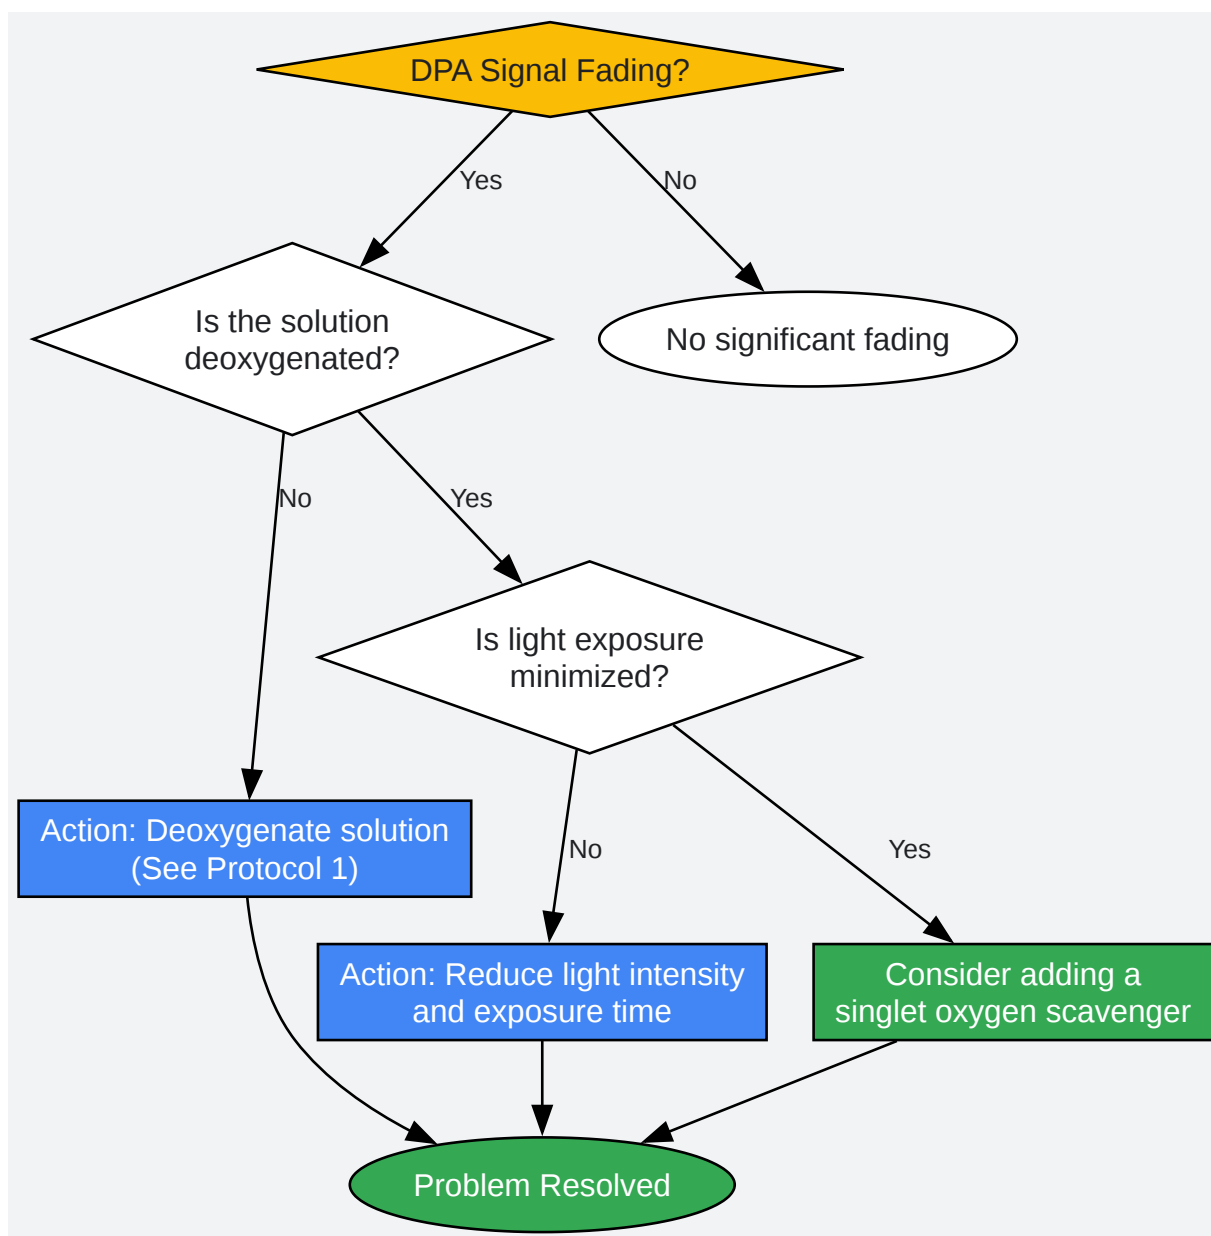 DPA Signal Fading?
Yes
No
Is the solution
deoxygenated?
No significant fading
No
Yes
Is light exposure
minimized?
Action: Deoxygenate solution
(See Protocol 1)
No
Yes
Action: Reduce light intensity
and exposure time
Consider adding a
singlet oxygen scavenger
Problem Resolved